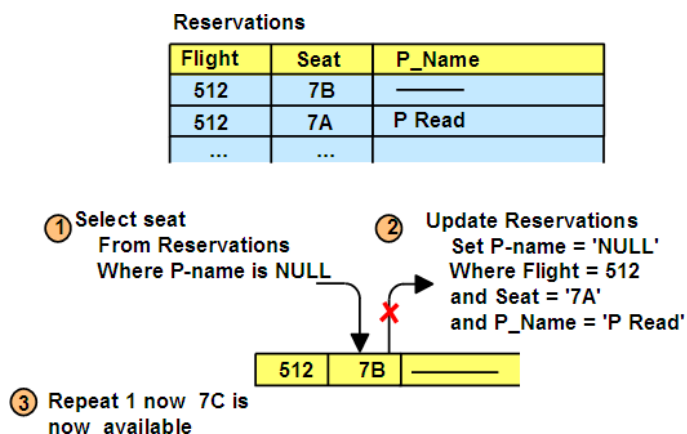 Reservations
Flight Seat P_Name
512 7B
512 7A P Read
... ...
1 Select seat
From Reservations
Where P-name is NULL
2 Update Reservations
Set P-name = 'NULL'
Where Flight = 512
and Seat = '7A'
and P_Name = 'P Read'
512 7B
3 Repeat 1 now 7C is
now available